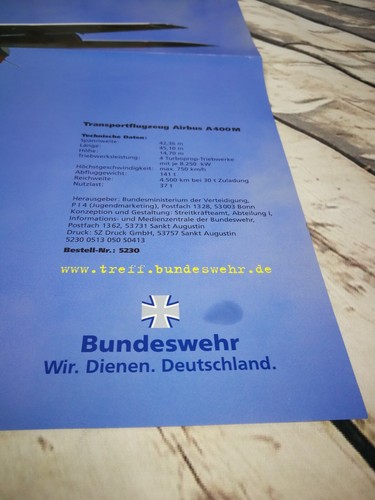 Transportflugzeug Airbus A400M
Technische Daten:
Spannweite: 42,36 m
Länge: 45,10 m
Höhe: 14,70 m
Triebwerksleistung: 4 Turboprop-Triebwerke
mit je 8.250 kW
Höchstgeschwindigkeit: max. 750 km/h
Abfluggewicht: 141 t
Reichweite: 4.500 km bei 30 t Zuladung
Nutzlast: 37 t
Herausgeber: Bundesministerium der Verteidigung,
P I 4 (Jugendmarketing), Postfach 1328, 53003 Bonn
Konzeption und Gestaltung: Streitkräfteamt, Abteilung I,
Informations- und Medienzentrale der Bundeswehr,
Postfach 1362, 53731 Sankt Augustin
Druck: SZ Druck GmbH, 53757 Sankt Augustin
5230 0513 050 50413
Bestell-Nr.: 5230
www.treff.bundeswehr.de
Bundeswehr
Wir. Dienen. Deutschland.